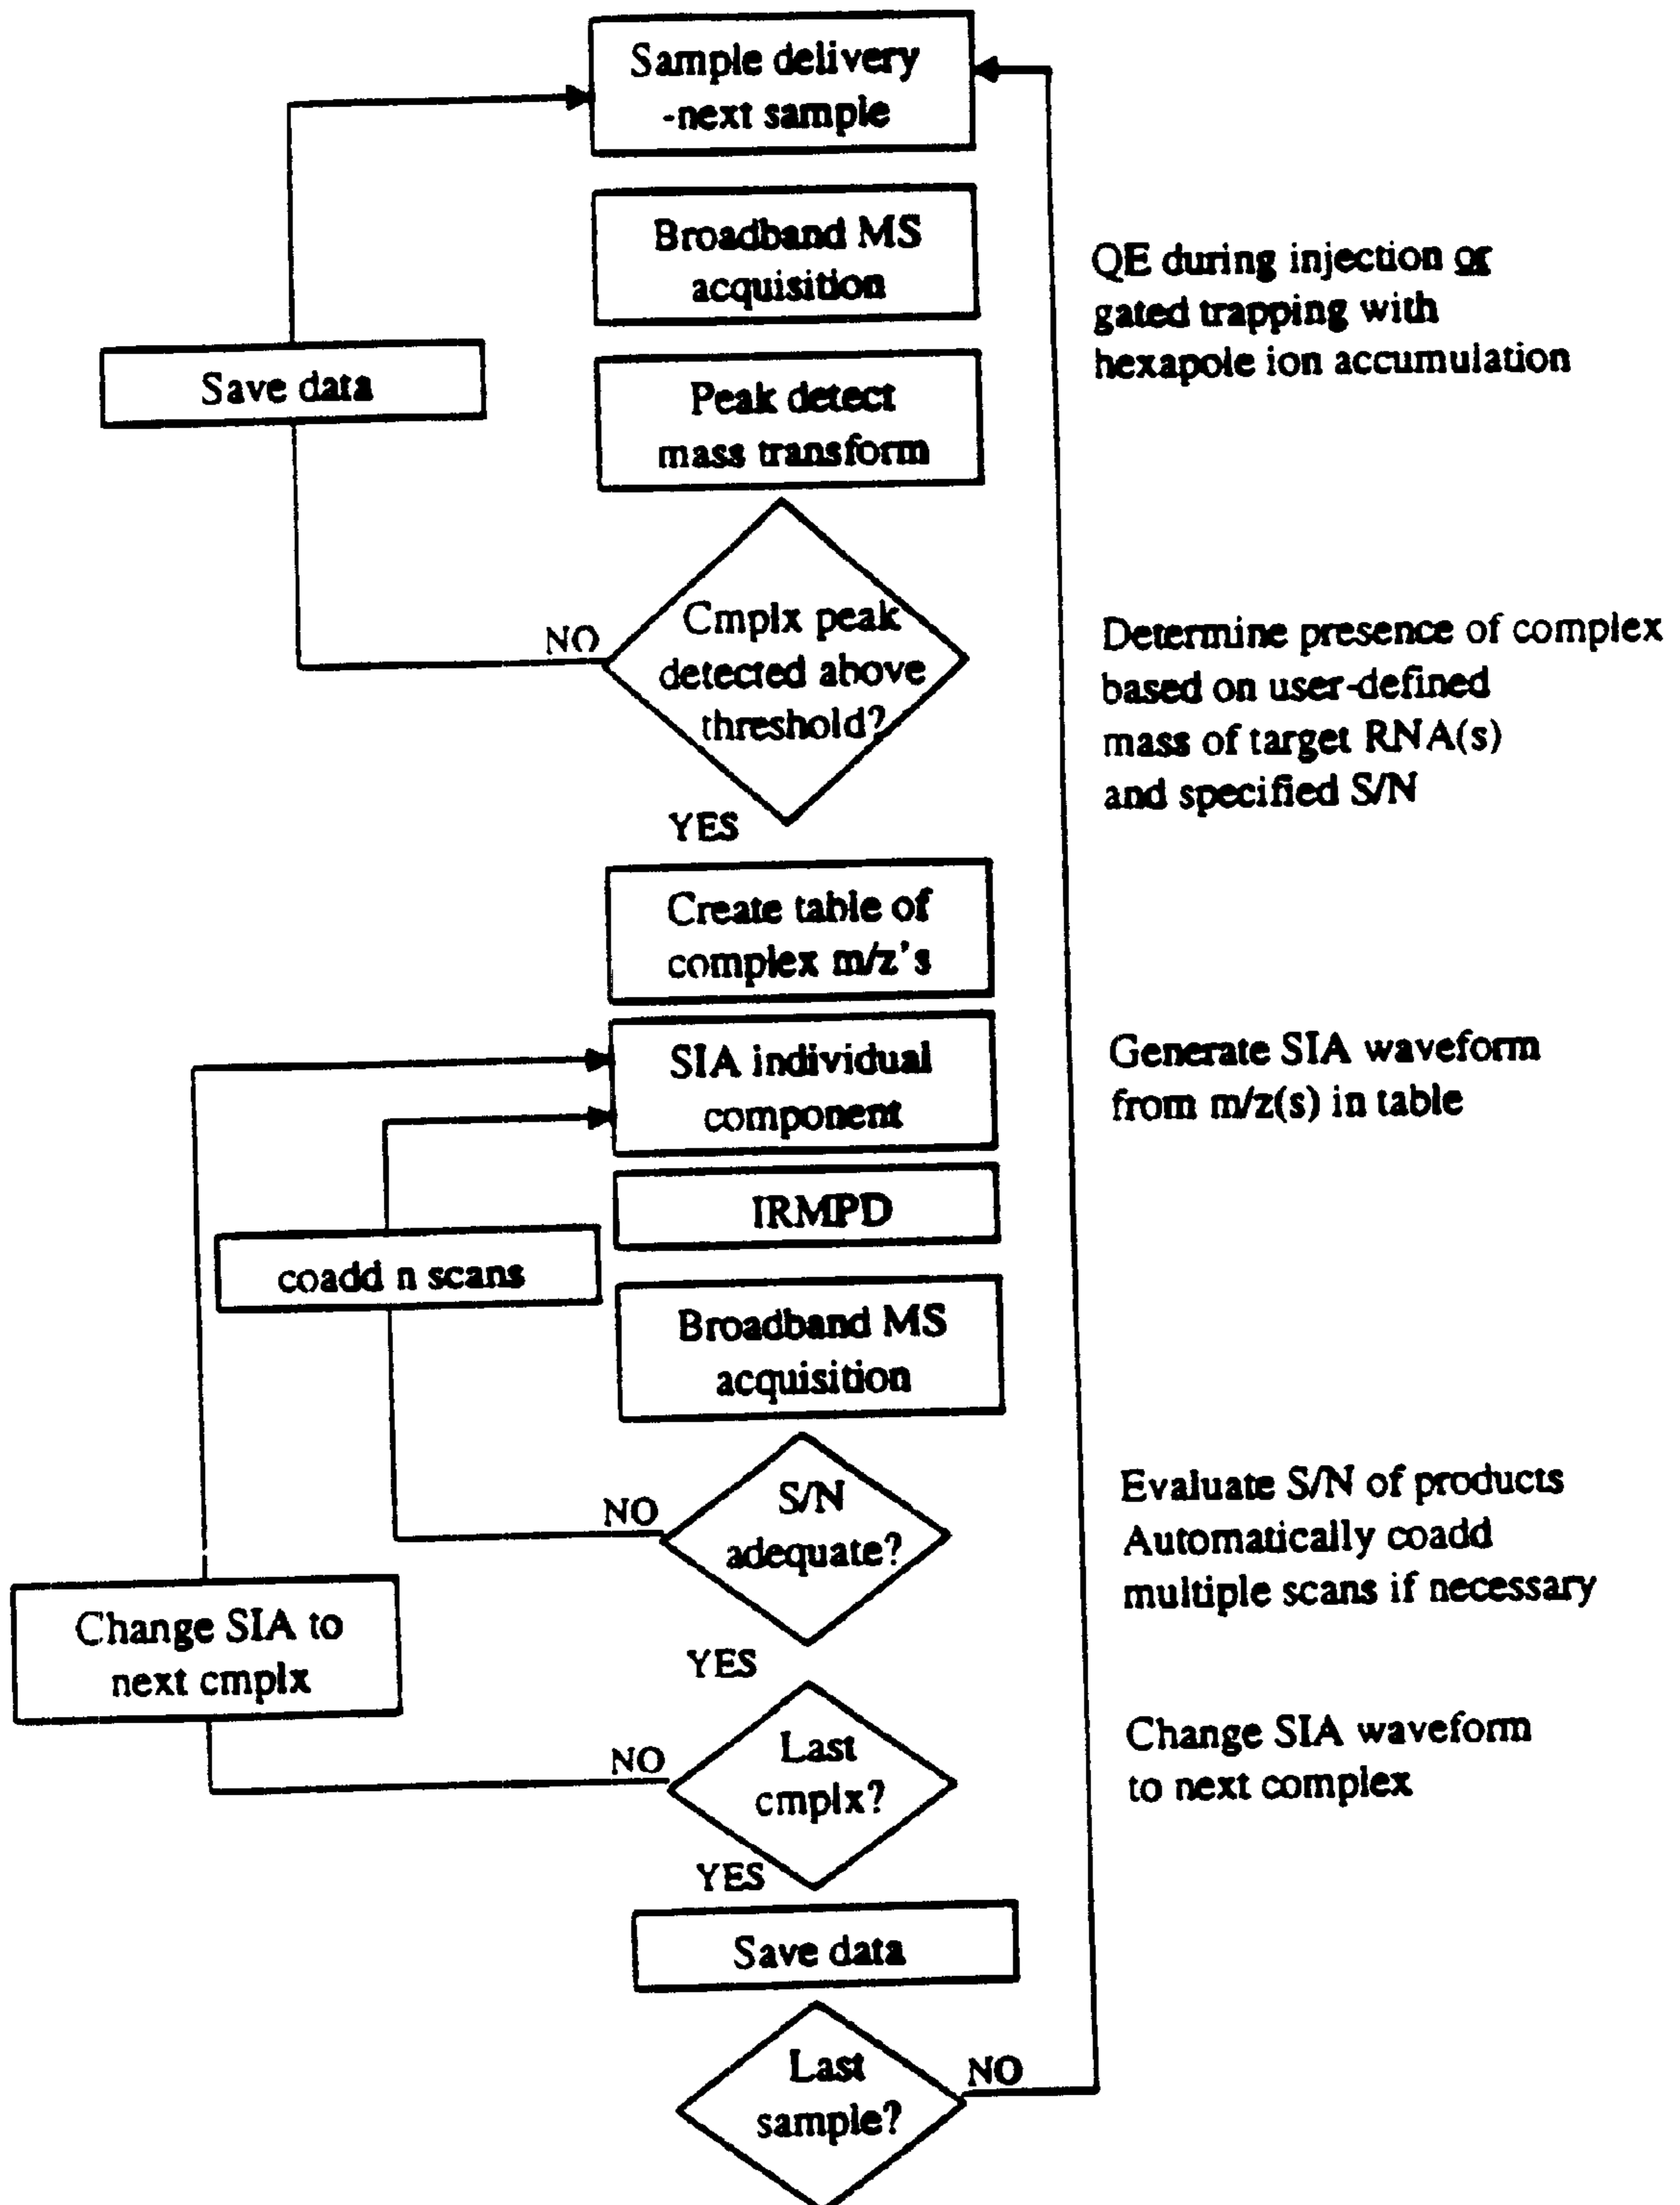 Sample delivery
-next sample
Broadband MS
acquisition
QE during injection or
gated trapping with
hexapole ion accumulation
Save data
Peak detect
mass transform
Cmplx peak
detected above
threshold?
NO
YES
Determine presence of complex
based on user-defined
mass of target RNA(s)
and specified S/N
Create table of
complex m/z's
SIA individual
component
Generate SIA waveform
from m/z(s) in table
IRMPD
coadd n scans
Broadband MS
acquisition
S/N
adequate?
NO
YES
Evaluate S/N of products
Automatically coadd
multiple scans if necessary
Change SIA to
next cmplx
Last
cmplx?
NO
YES
Change SIA waveform
to next complex
Save data
Last
sample?
NO